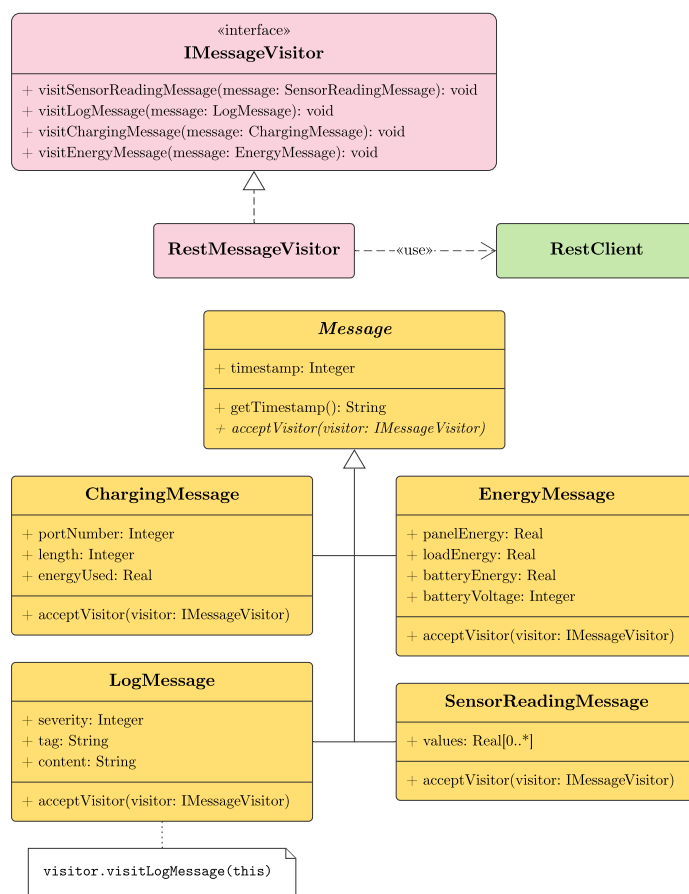 «interface»
IMessageVisitor
+ visitSensorReadingMessage(message: SensorReadingMessage): void
+ visitLogMessage(message: LogMessage): void
+ visitChargingMessage(message: ChargingMessage): void
+ visitEnergyMessage(message: EnergyMessage): void
RestMessageVisitor
«use»
RestClient
Message
+ timestamp: Integer
+ getTimestamp(): String
+ acceptVisitor(visitor: IMessageVisitor)
ChargingMessage
+ portNumber: Integer
+ length: Integer
+ energyUsed: Real
+ acceptVisitor(visitor: IMessageVisitor)
EnergyMessage
+ panelEnergy: Real
+ loadEnergy: Real
+ batteryEnergy: Real
+ batteryVoltage: Integer
+ acceptVisitor(visitor: IMessageVisitor)
LogMessage
+ severity: Integer
+ tag: String
+ content: String
+ acceptVisitor(visitor: IMessageVisitor)
SensorReadingMessage
+ values: Real[0..*]
+ acceptVisitor(visitor: IMessageVisitor)
visitor.visitLogMessage(this)